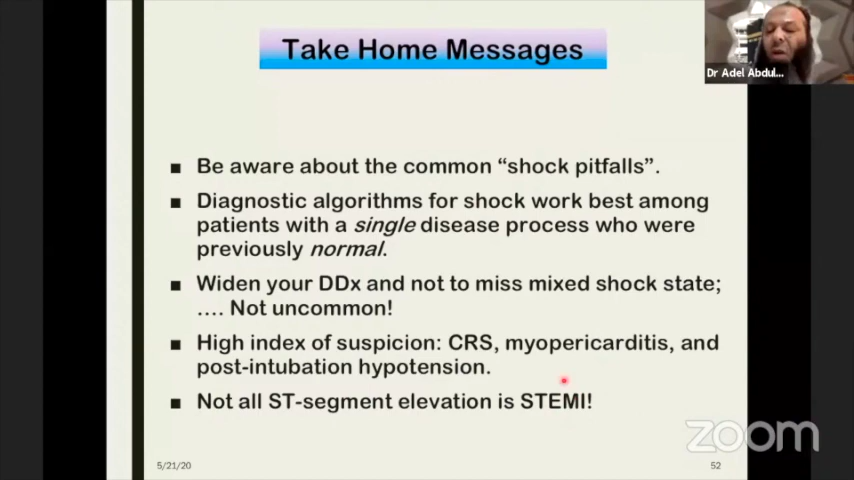 Take Home Messages
Dr Adel Abdul...
■ Be aware about the common “shock pitfalls”.
■ Diagnostic algorithms for shock work best among
patients with a single disease process who were
previously normal.
■ Widen your DDx and not to miss mixed shock state;
…. Not uncommon!
■ High index of suspicion: CRS, myopericarditis, and
post-intubation hypotension.
■ Not all ST-segment elevation is STEMI!
zoom
5/21/20
52